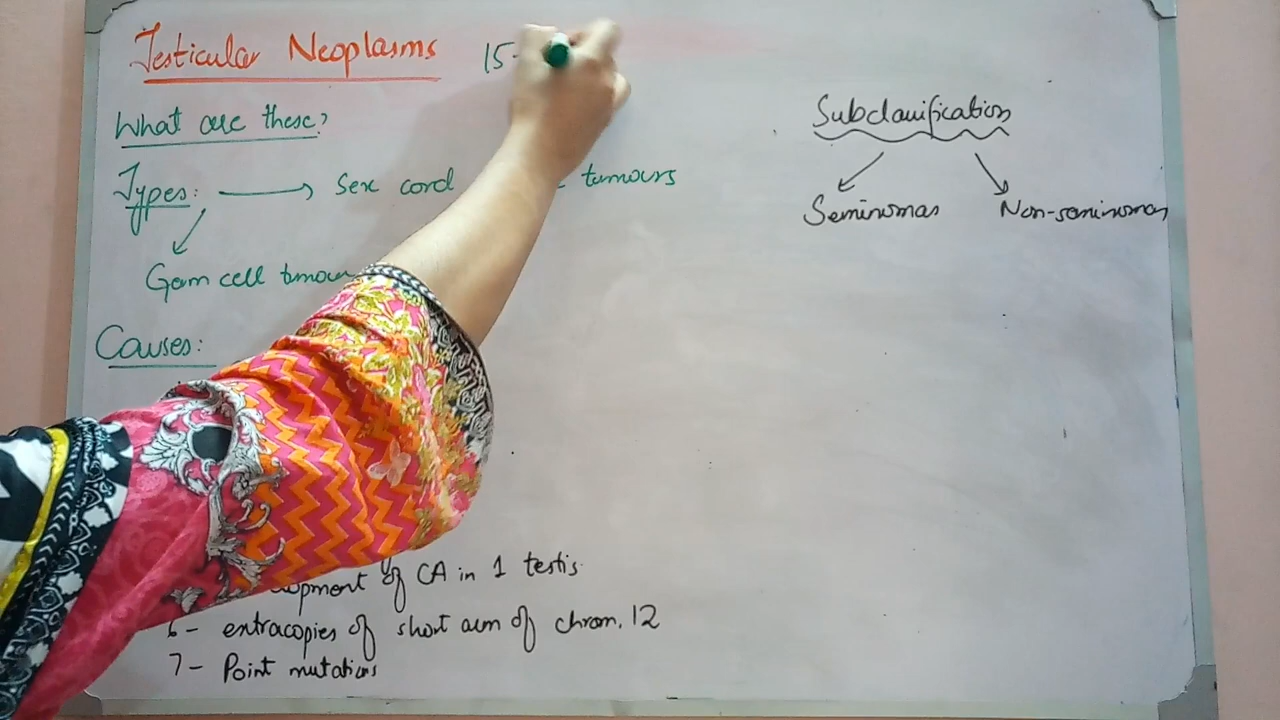 Testicular Neoplasms 15-
What are these?
Types: → Sex cord tumours
Germ cell tumour
Causes:
CA in 1 testis
6- extracopies of short arm of chrom. 12
7- Point mutations
Subclassification
Seminomas Non-seminomas